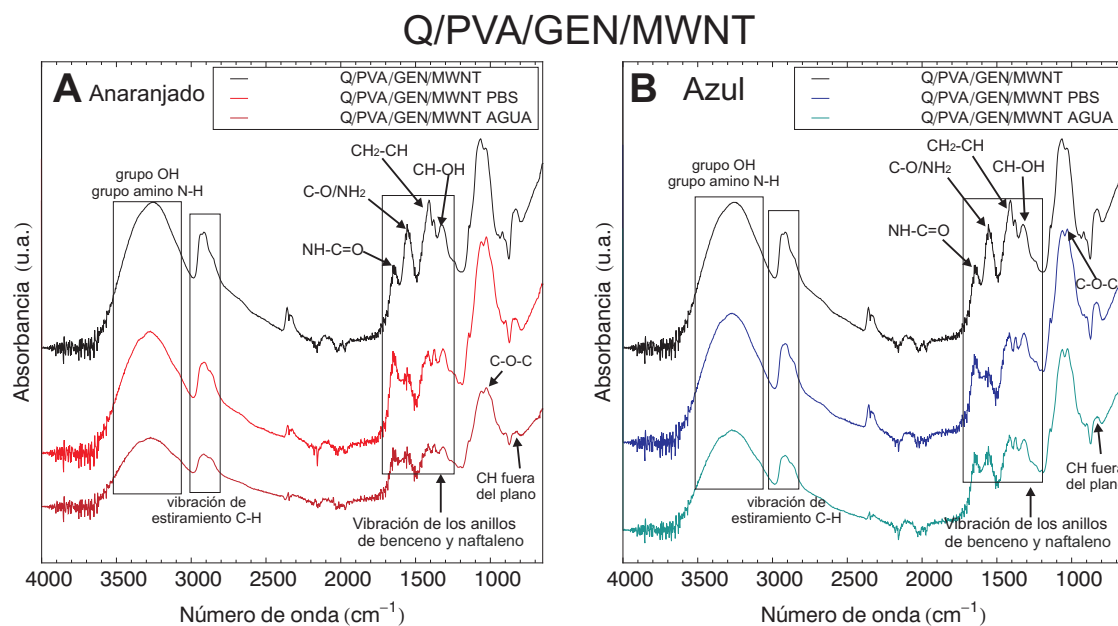 Q/PVA/GEN/MWNT
A Anaranjado
Q/PVA/GEN/MWNT
Q/PVA/GEN/MWNT PBS
Q/PVA/GEN/MWNT AGUA
grupo OH
grupo amino N-H
CH2-CH
CH-OH
C-O/NH2
NH-C=O
C-O-C
CH fuera
del plano
vibración de
estiramiento C-H
Vibración de los anillos
de benceno y naftaleno
Absorbancia (u.a.)
4000 3500 3000 2500 2000 1500 1000
Número de onda (cm−1)
B Azul
Q/PVA/GEN/MWNT
Q/PVA/GEN/MWNT PBS
Q/PVA/GEN/MWNT AGUA
grupo OH
grupo amino N-H
CH2-CH
CH-OH
C-O/NH2
NH-C=O
C-O-C
CH fuera
del plano
vibración de
estiramiento C-H
Vibración de los anillos
de benceno y naftaleno
Absorbancia (u.a.)
4000 3500 3000 2500 2000 1500 1000
Número de onda (cm−1)